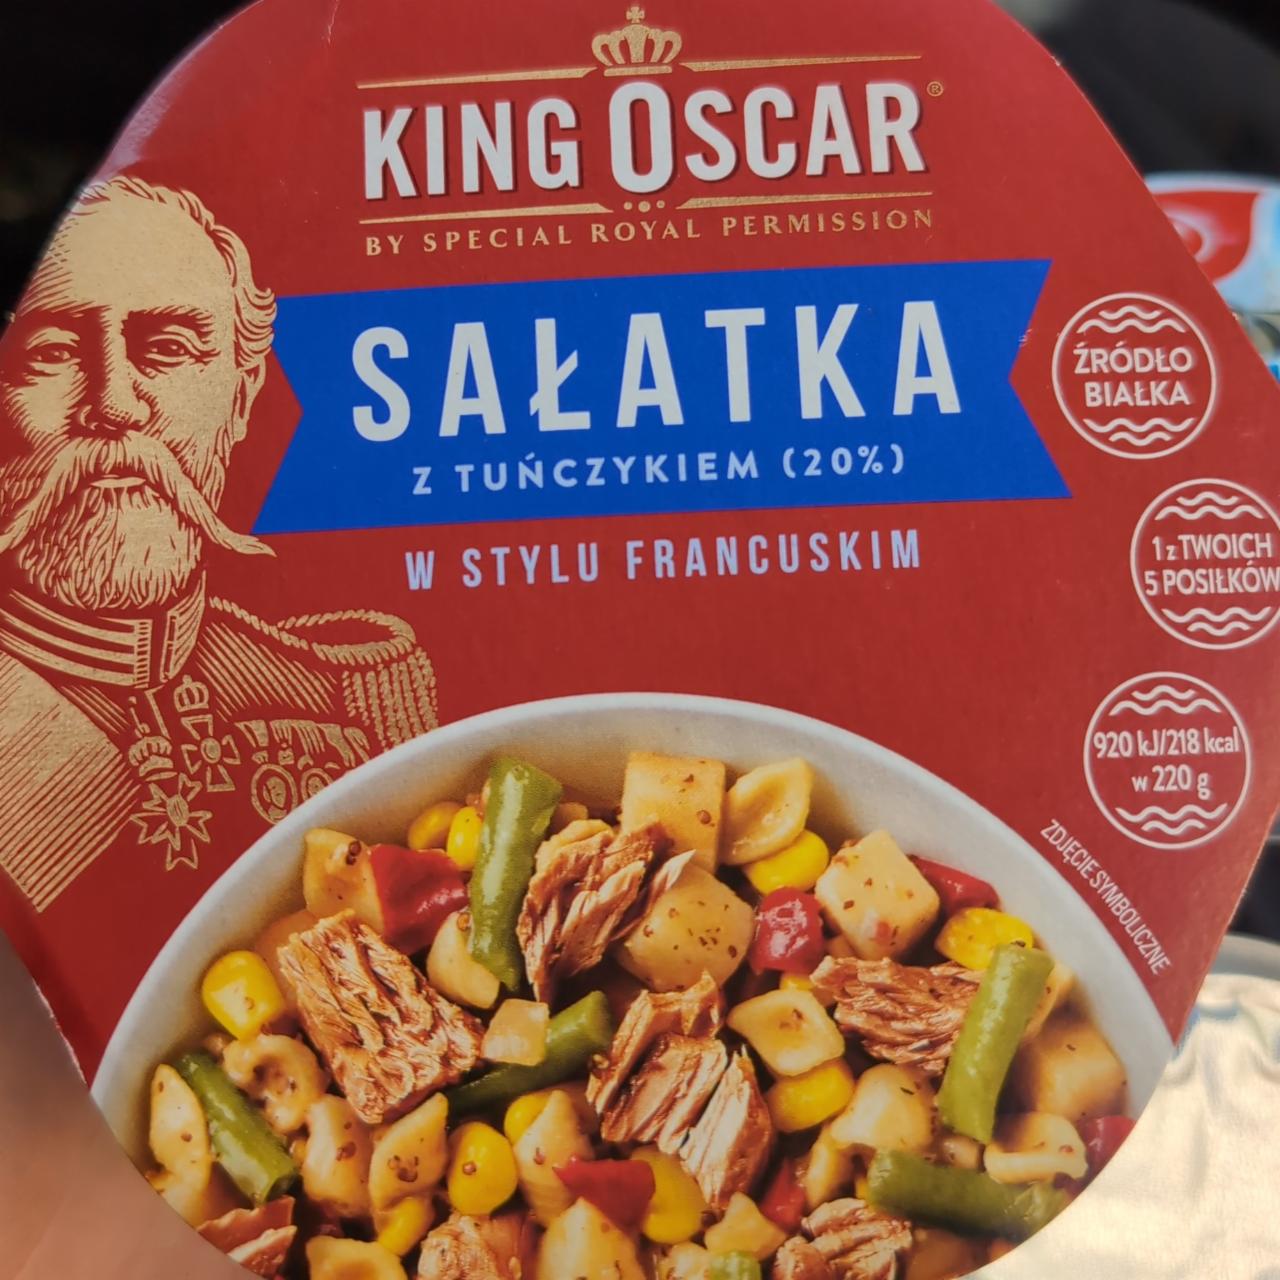 KING OSCAR®
BY SPECIAL ROYAL PERMISSION
SAŁATKA
Z TUŃCZYKIEM (20%)
W STYLU FRANCUSKIM
ŹRÓDŁO
BIAŁKA
1 z TWOICH
5 POSIŁKÓW
920 kJ/218 kcal
w 220 g
ZDJĘCIE SYMBOLICZNE